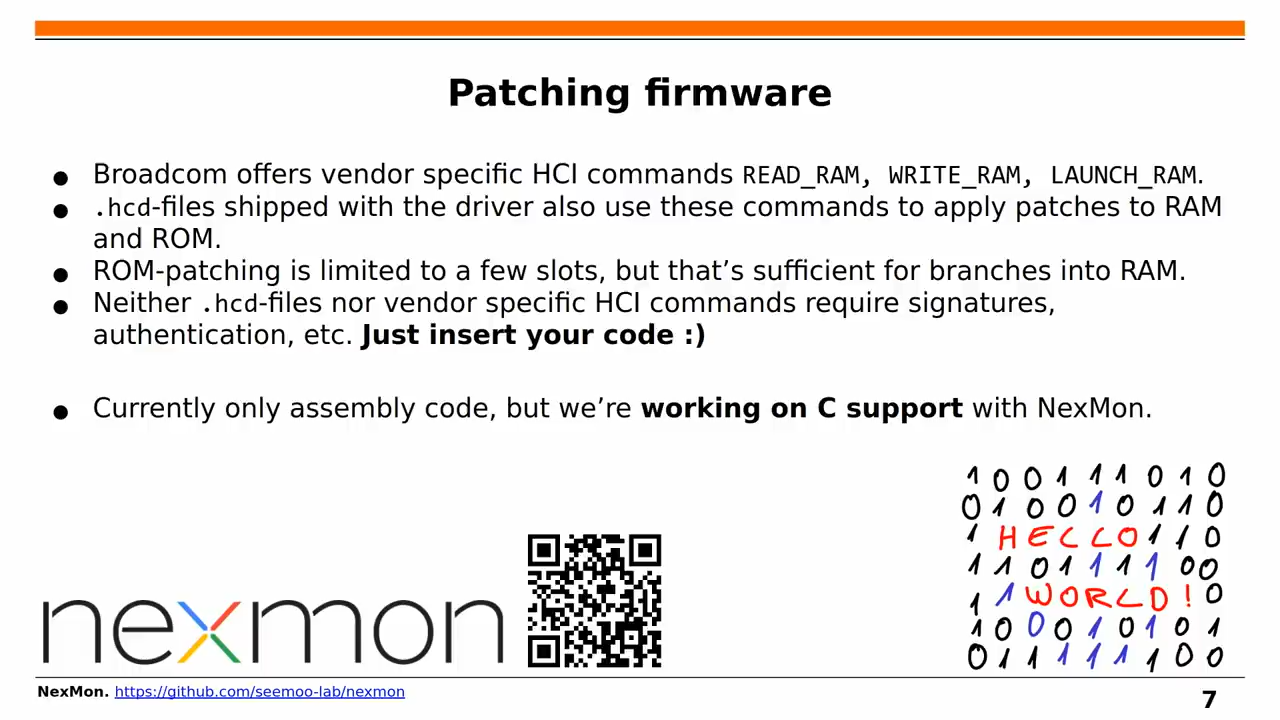 Patching firmware
● Broadcom offers vendor specific HCI commands READ_RAM, WRITE_RAM, LAUNCH_RAM.
● .hcd-files shipped with the driver also use these commands to apply patches to RAM
and ROM.
● ROM-patching is limited to a few slots, but that’s sufficient for branches into RAM.
● Neither .hcd-files nor vendor specific HCI commands require signatures,
authentication, etc. Just insert your code :)
● Currently only assembly code, but we’re working on C support with NexMon.
1 0 0 1 1 1 0 1 0
0 1 0 0 1 0 1 1 0
1 HELLO 1 1 0
1 1 0 1 1 1 1 0 0
1 1 WORLD! 0
1 0 0 0 1 0 1 0 1
0 1 1 1 1 1 1 0 0
nexmon
NexMon. https://github.com/seemoo-lab/nexmon
7